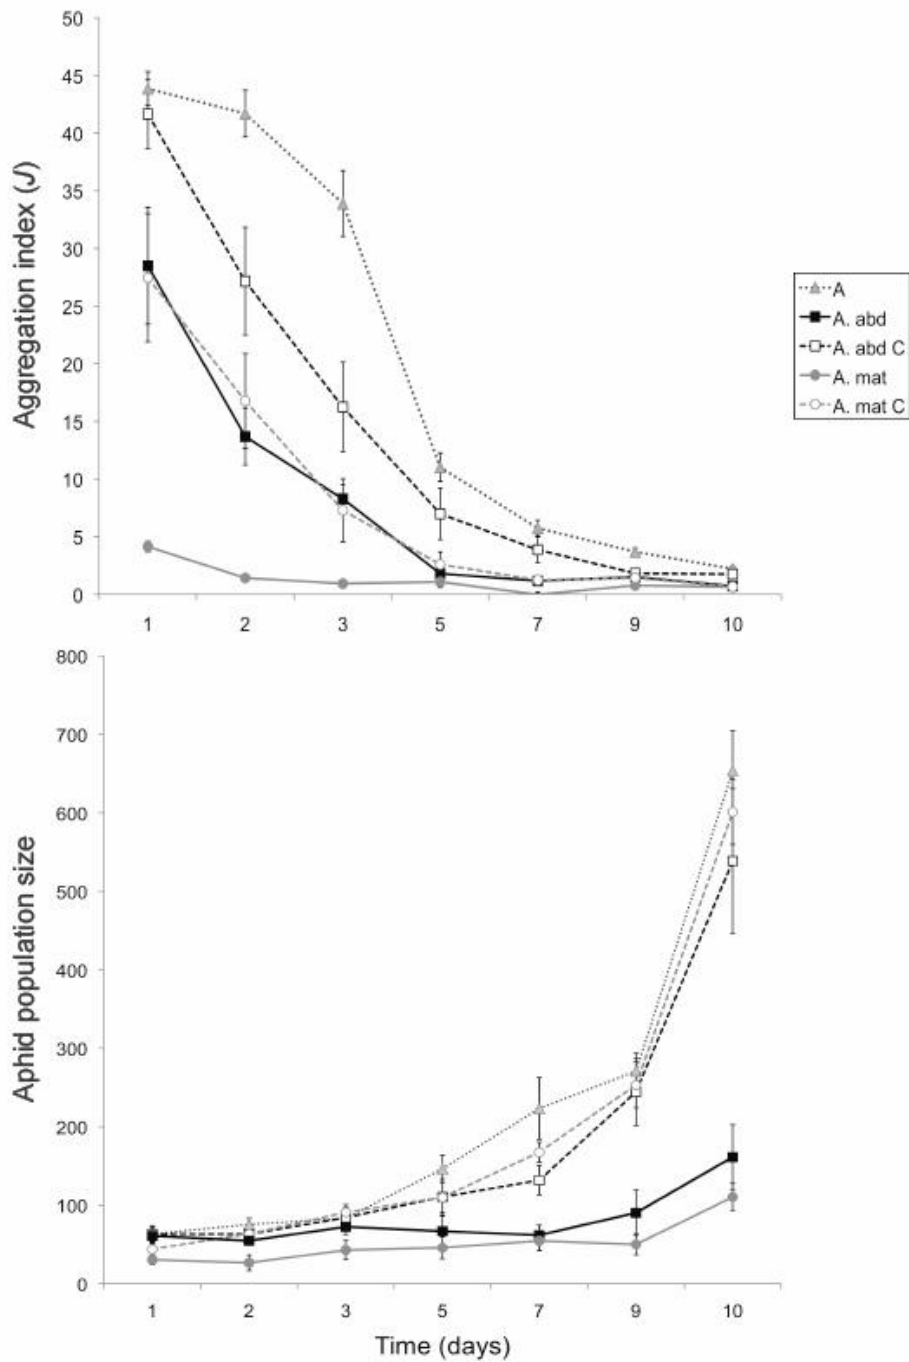 50
45
40
35
30
25
20
15
10
5
0
Aggregation index (J)
1 2 3 5 7 9 10
A
A. abd
A. abd C
A. mat
A. mat C
800
700
600
500
400
300
200
100
0
Aphid population size
1 2 3 5 7 9 10
Time (days)